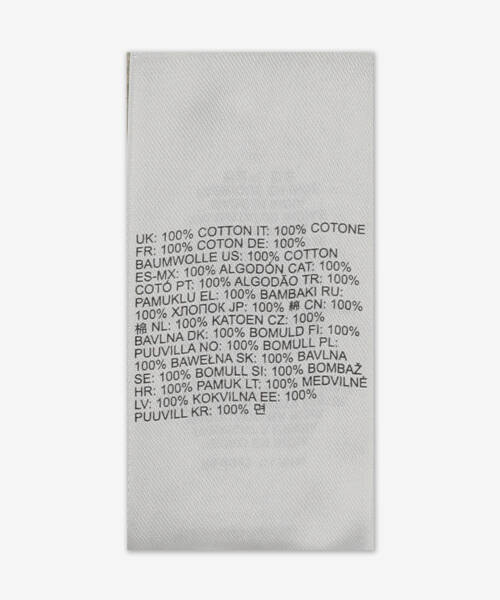 UK: 100% COTTON IT: 100% COTONE
FR: 100% COTON DE: 100%
BAUMWOLLE US: 100% COTTON
ES-MX: 100% ALGODÓN CAT: 100%
COTÓ PT: 100% ALGODÃO TR: 100%
PAMUKLU EL: 100% BAMBAKI RU:
100% ХЛОПОК JP: 100% 綿 CN: 100%
棉 NL: 100% KATOEN CZ: 100%
BAVLNA DK: 100% BOMULD FI: 100%
PUUVILLA NO: 100% BOMULL PL:
100% BAWEŁNA SK: 100% BAVLNA
SE: 100% BOMULL SI: 100% BOMBAŽ
HR: 100% PAMUK LT: 100% MEDVILNĖ
LV: 100% KOKVILNA EE: 100%
PUUVILL KR: 100% 면